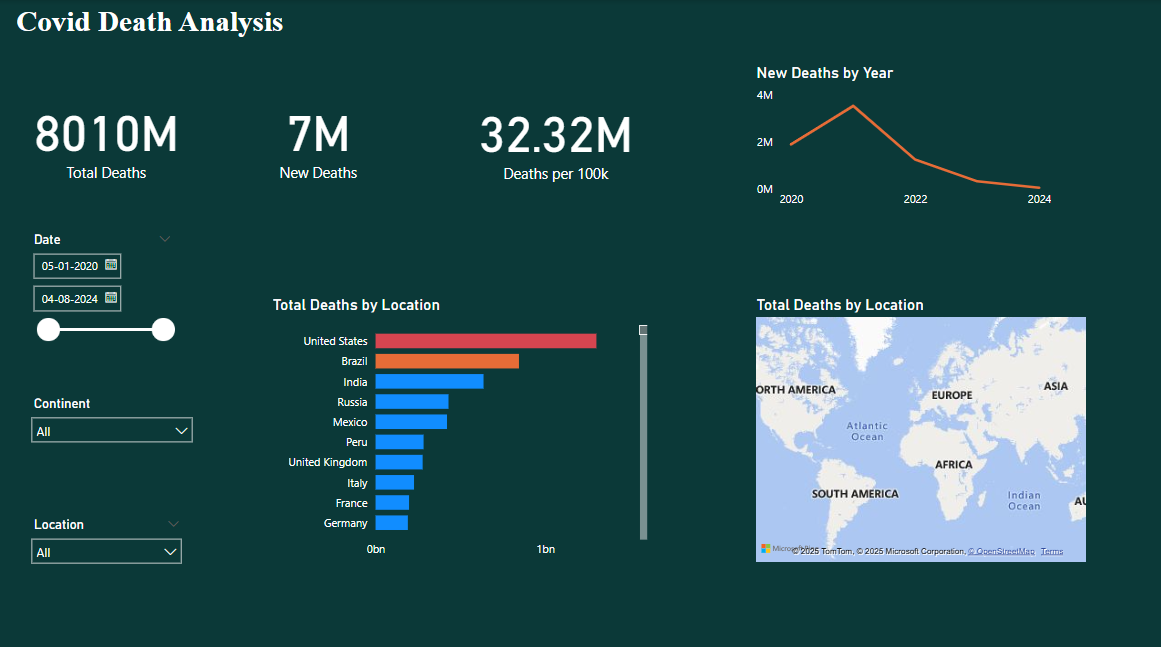 Covid Death Analysis
8010M
Total Deaths
7M
New Deaths
32.32M
Deaths per 100k
New Deaths by Year
4M
2M
0M
2020
2022
2024
Date
05-01-2020
04-08-2024
Continent
All
Location
All
Total Deaths by Location
United States
Brazil
India
Russia
Mexico
Peru
United Kingdom
Italy
France
Germany
0bn
1bn
Total Deaths by Location
ORTH AMERICA
EUROPE
ASIA
Atlantic
Ocean
AFRICA
SOUTH AMERICA
Indian
Ocean
AU
© 2025 TomTom, © 2025 Microsoft Corporation, © OpenStreetMap Terms